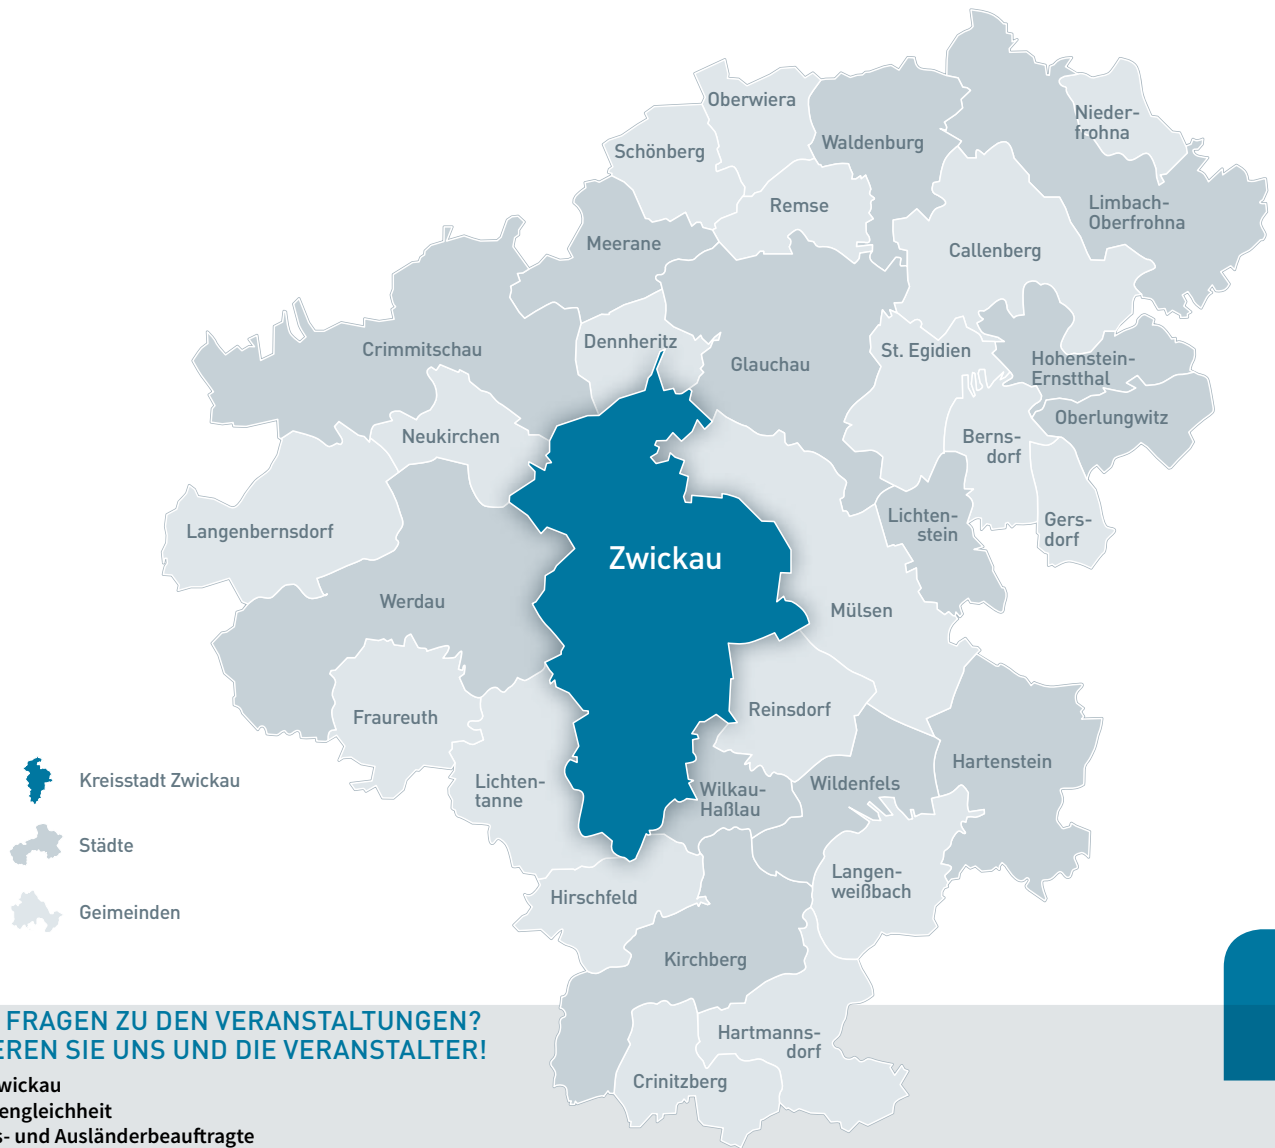 Oberwiera
Nieder-
frohna
Waldenburg
Schönberg
Limbach-
Oberfrohna
Remse
Meerane
Callenberg
Dennheritz
Crimmitschau
St. Egidien
Glauchau
Hohenstein-
Ernstthal
Oberlungwitz
Neukirchen
Berns-
dorf
Langenbernsdorf
Lichten-
stein
Gers-
dorf
Zwickau
Werdau
Mülsen
Fraureuth
Reinsdorf
Hartenstein
Kreisstadt Zwickau
Lichten-
tanne
Wilkau-
Haßlau
Wildenfels
Städte
Langen-
weißbach
Hirschfeld
Geimeinden
Kirchberg
Hartmanns-
dorf
Crinitzberg
FRAGEN ZU DEN VERANSTALTUNGEN?
EREN SIE UNS UND DIE VERANSTALTER!
wickau
engleichheit
s- und Ausländerbeauftragte